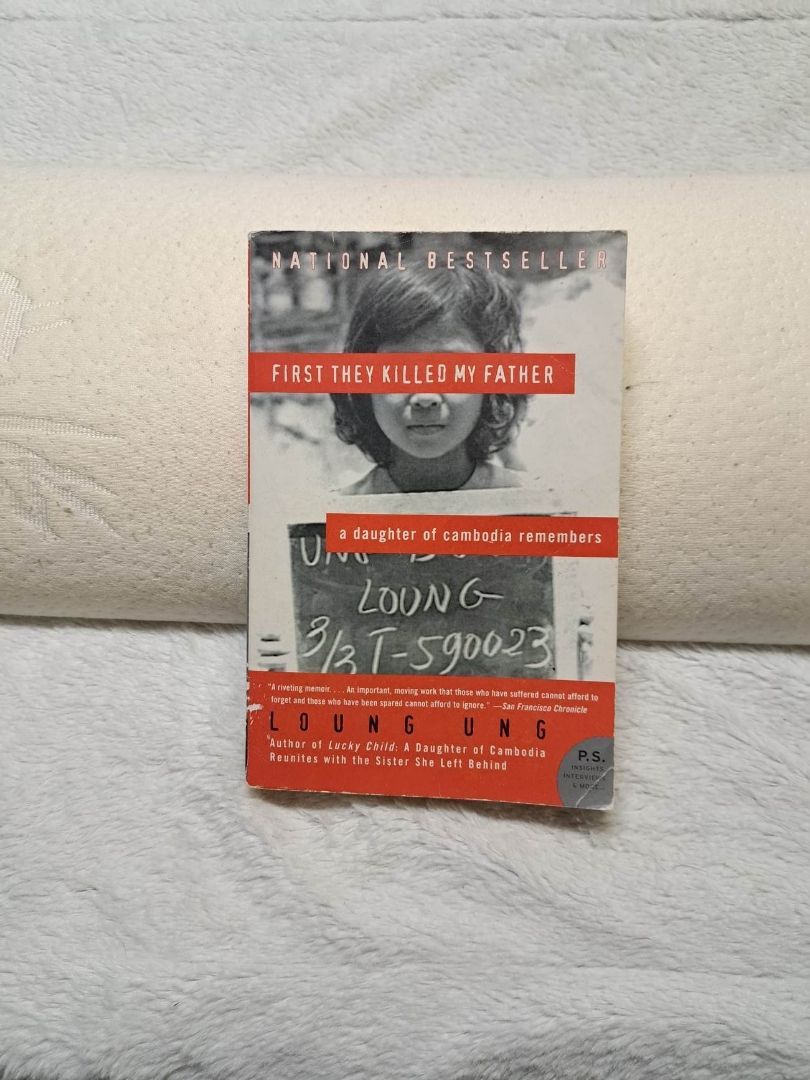 NATIONAL BESTSELLER
FIRST THEY KILLED MY FATHER
a daughter of cambodia remembers
LOUNG
3/3 T-590023
"A riveting memoir. . . . An important, moving work that those who have suffered cannot afford to
forget and those who have been spared cannot afford to ignore." —San Francisco Chronicle
LOUNG UNG
Author of Lucky Child: A Daughter of Cambodia
Reunites with the Sister She Left Behind
P.S.
INSIGHTS,
INTERVIEWS
& MORE...